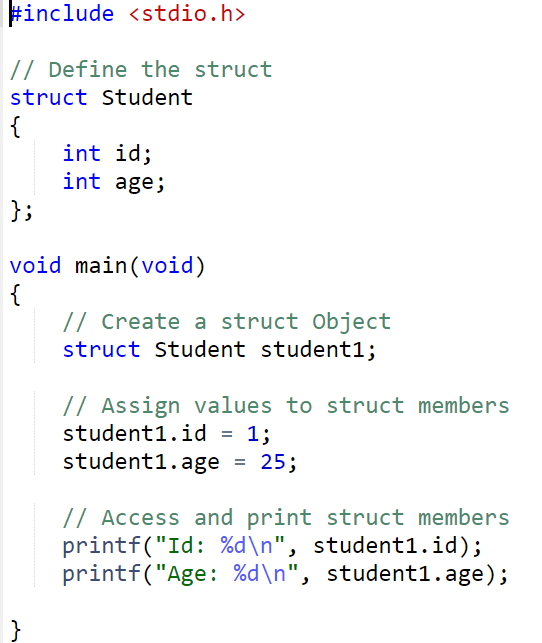 #include <stdio.h>
// Define the struct
struct Student
{
    int id;
    int age;
};
void main(void)
{
    // Create a struct Object
    struct Student student1;
    // Assign values to struct members
    student1.id = 1;
    student1.age = 25;
    // Access and print struct members
    printf("Id: %d\n", student1.id);
    printf("Age: %d\n", student1.age);
}